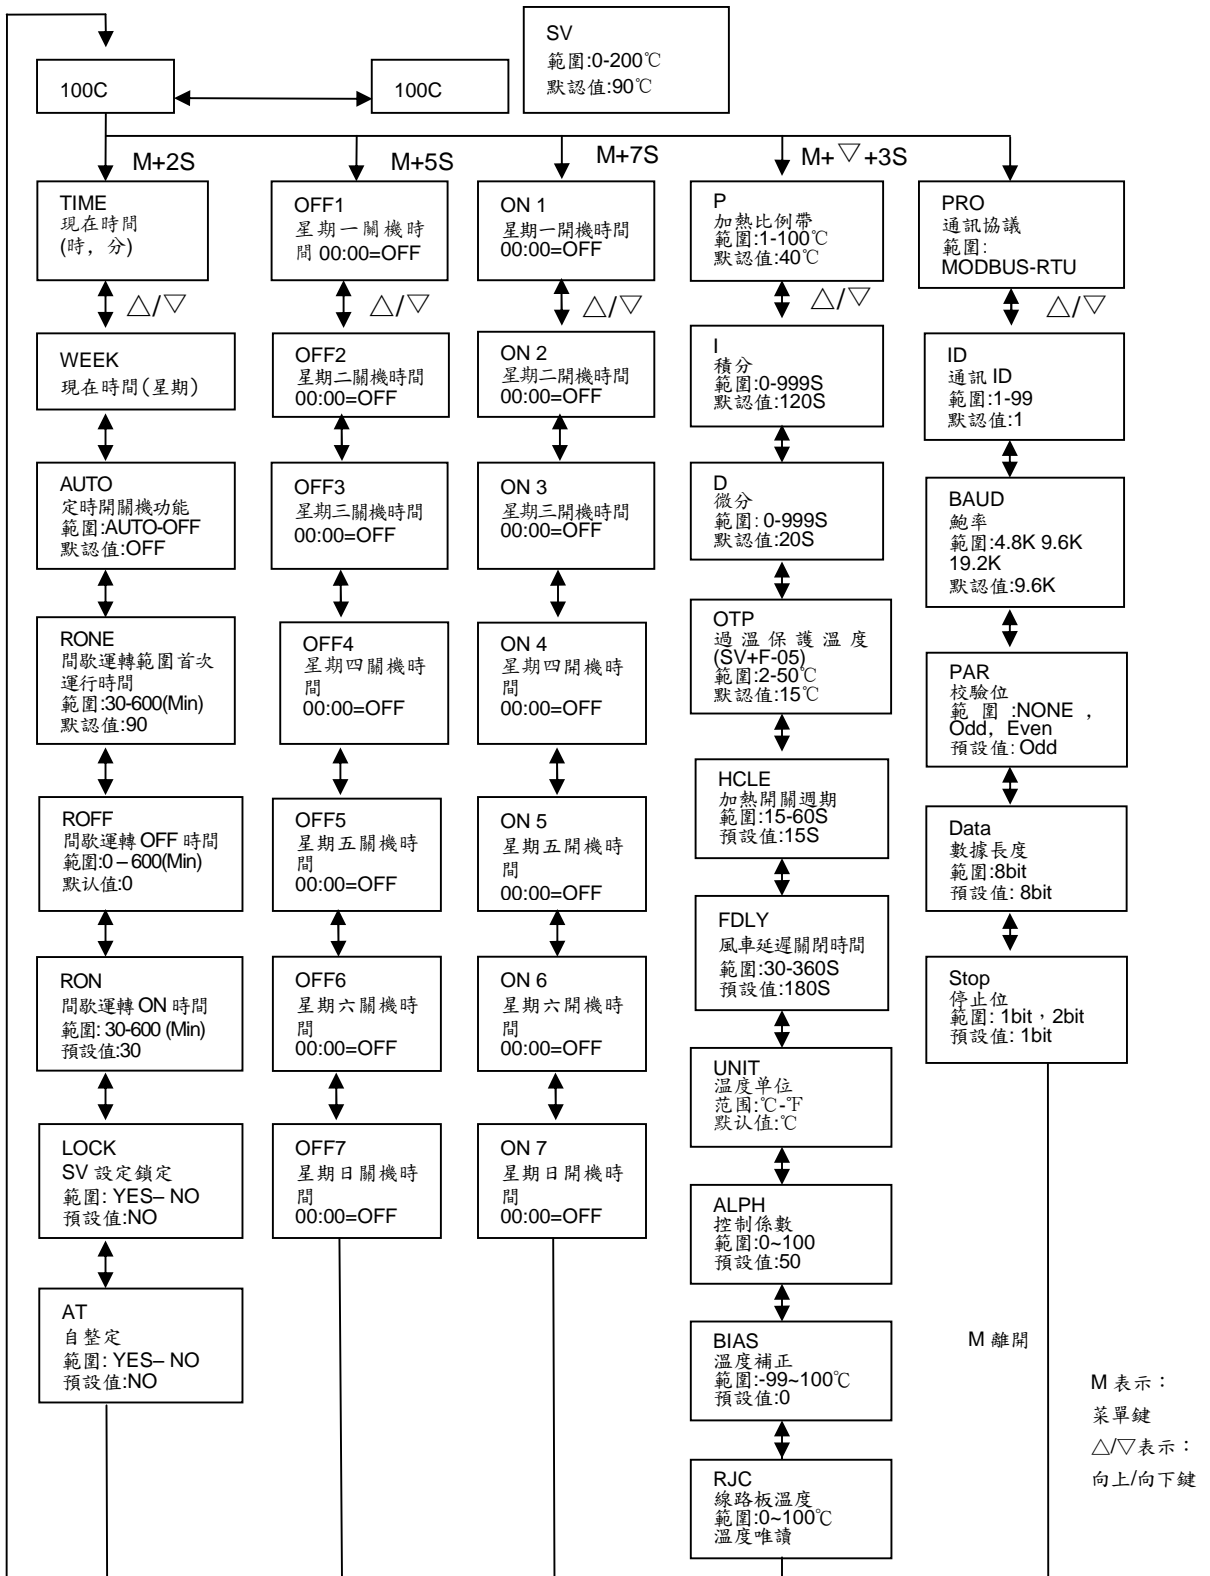 SV
範圍:0-200℃
默認值:90℃
100C
100C
M+2S
M+5S
M+7S
M+▽+3S
TIME
現在時間
(時，分)
△/▽
WEEK
現在時間(星期)
AUTO
定時開關機功能
範圍:AUTO-OFF
默認值:OFF
RONE
間歇運轉範圍首次
運行時間
範圍:30-600(Min)
默認值:90
ROFF
間歇運轉 OFF 時間
範圍:0–600(Min)
默认值:0
RON
間歇運轉 ON 時間
範圍: 30-600 (Min)
預設值:30
LOCK
SV 設定鎖定
範圍: YES– NO
預設值:NO
AT
自整定
範圍: YES– NO
預設值:NO
OFF1
星期一關機時
間 00:00=OFF
△/▽
OFF2
星期二關機時間
00:00=OFF
OFF3
星期三關機時間
00:00=OFF
OFF4
星期四關機時
間
00:00=OFF
OFF5
星期五關機時
間
00:00=OFF
OFF6
星期六關機時
間
00:00=OFF
OFF7
星期日關機時
間
00:00=OFF
ON 1
星期一開機時間
00:00=OFF
△/▽
ON 2
星期二開機時間
00:00=OFF
ON 3
星期三開機時間
00:00=OFF
ON 4
星期四開機時
間
00:00=OFF
ON 5
星期五開機時
間
00:00=OFF
ON 6
星期六開機時
間
00:00=OFF
ON 7
星期日開機時
間
00:00=OFF
P
加熱比例帶
範圍:1-100℃
默認值:40℃
△/▽
I
積分
範圍:0-999S
默認值:120S
D
微分
範圍: 0-999S
默認值:20S
OTP
過溫保護溫度
(SV+F-05)
範圍:2-50℃
默認值:15℃
HCLE
加熱開關週期
範圍:15-60S
預設值:15S
FDLY
風車延遲關閉時間
範圍:30-360S
預設值:180S
UNIT
溫度单位
范围:℃-℉
默认值:℃
ALPH
控制係數
範圍:0~100
預設值:50
BIAS
溫度補正
範圍:-99~100℃
預設值:0
RJC
線路板溫度
範圍:0~100℃
溫度唯讀
PRO
通訊協議
範圍:
MODBUS-RTU
△/▽
ID
通訊 ID
範圍:1-99
默認值:1
BAUD
鮑率
範圍:4.8K 9.6K
19.2K
默認值:9.6K
PAR
校驗位
範 圍 :NONE ,
Odd, Even
預設值: Odd
Data
數據長度
範圍:8bit
預設值: 8bit
Stop
停止位
範圍: 1bit，2bit
預設值: 1bit
M 離開
M 表示：
菜單鍵
△/▽表示：
向上/向下鍵